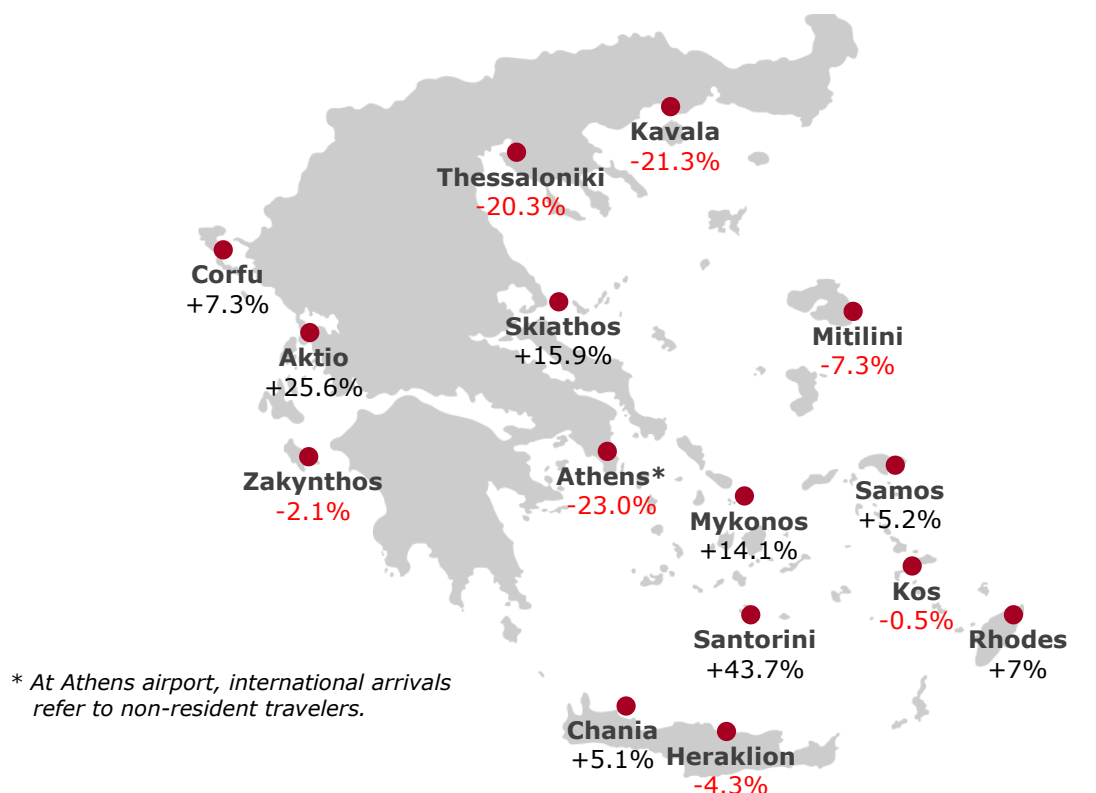 Kavala
-21.3%
Thessaloniki
-20.3%
Corfu
+7.3%
Skiathos
+15.9%
Mitilini
-7.3%
Aktio
+25.6%
Zakynthos
-2.1%
Athens*
-23.0%
Samos
+5.2%
Mykonos
+14.1%
Kos
-0.5%
Santorini
+43.7%
Rhodes
+7%
* At Athens airport, international arrivals
refer to non-resident travelers.
Chania
+5.1%
Heraklion
-4.3%